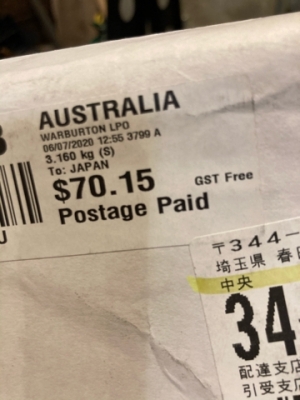 AUSTRALIA
WARBURTON LPO
06/07/2020 12:55 3799 A
3.160 kg (S)
To: JAPAN
$70.15 GST Free
Postage Paid
〒344－
埼玉県 春
中央
34
配達支店
引受支店